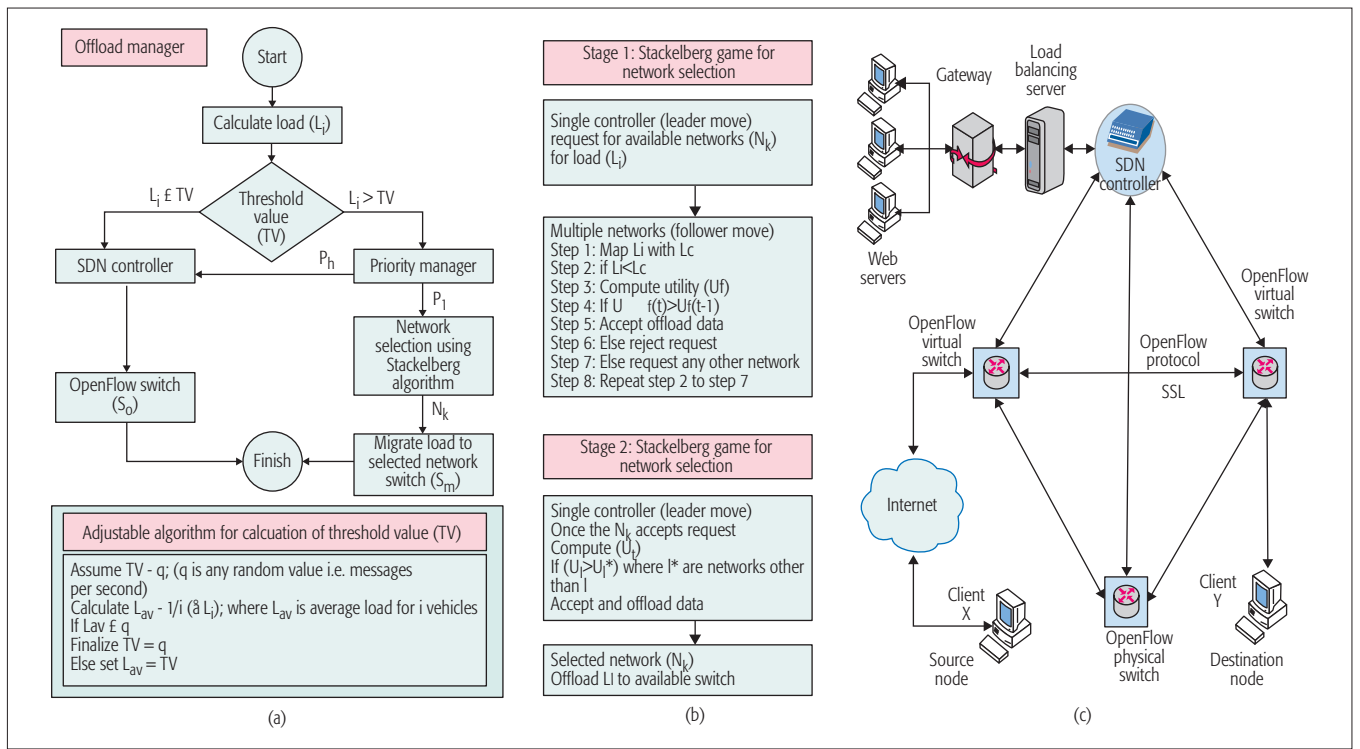 Offload manager
Start
Calculate load (Li)
Li £ TV
Threshold
value
(TV)
Li > TV
SDN controller
Ph
Priority manager
P1
Network
selection using
Stackelberg
algorithm
OpenFlow switch
(So)
Nk
Finish
Migrate load to
selected network
switch (Sm)
Adjustable algorithm for calcuation of threshold value (TV)
Assume TV - q; (q is any random value i.e. messages
per second)
Calculate Lav - 1/i (å Li); where Lav is average load for i vehicles
If Lav £ q
Finalize TV = q
Else set Lav = TV
(a)
Stage 1: Stackelberg game for
network selection
Single controller (leader move)
request for available networks (Nk)
for load (Li)
Multiple networks (follower move)
Step 1: Map Li with Lc
Step 2: if Li<Lc
Step 3: Compute utility (Uf)
Step 4: If U f(t)>Uf(t-1)
Step 5: Accept offload data
Step 6: Else reject request
Step 7: Else request any other network
Step 8: Repeat step 2 to step 7
Stage 2: Stackelberg game for
network selection
Single controller (leader move)
Once the Nk accepts request
Compute (Ut)
If (Ul>Ul*) where l* are networks other
than l
Accept and offload data
Selected network (Nk)
Offload LI to available switch
(b)
Gateway
Load
balancing
server
SDN
controller
Web
servers
OpenFlow
virtual
switch
OpenFlow
virtual
switch
OpenFlow
protocol
SSL
Internet
Client
X
Source
node
OpenFlow
physical
switch
Client
Y
Destination
node
(c)